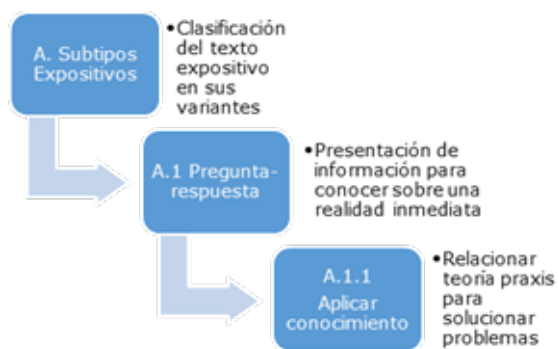 A. Subtipos
Expositivos
•Clasificación
del texto
expositivo
en sus
variantes
A.1 Pregunta-
respuesta
•Presentación de
información para
conocer sobre una
realidad inmediata
A.1.1
Aplicar
conocimiento
•Relacionar
teoría praxis
para
solucionar
problemas